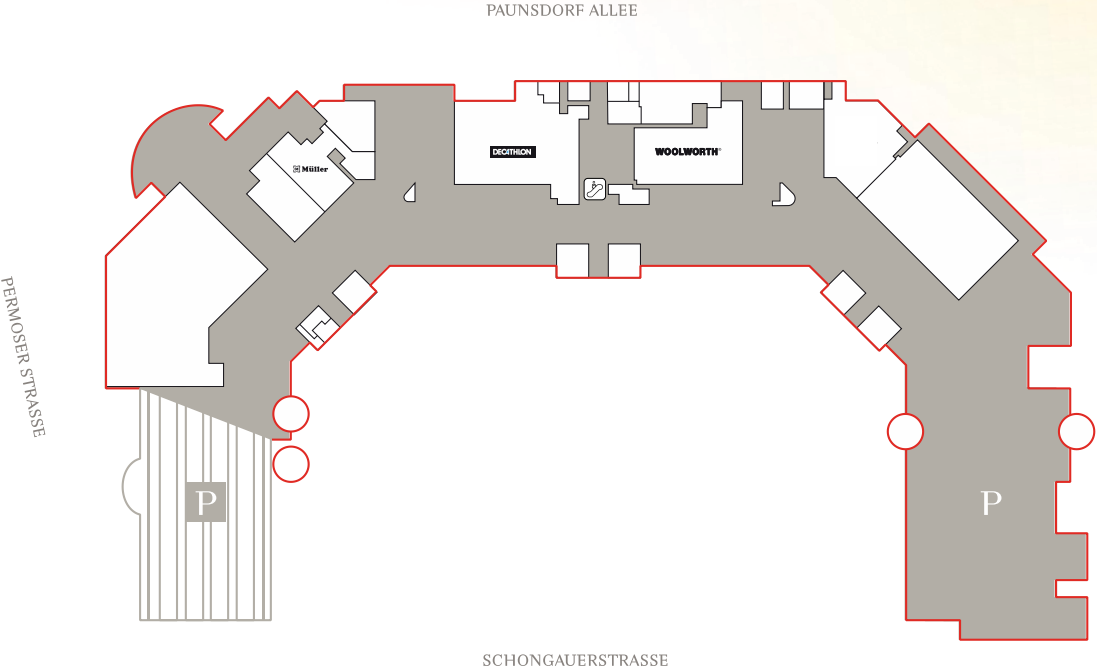 PAUNSDORF ALLEE
DECATHLON
WOOLWORTH®
Müller
PERMOSER STRASSE
P
P
SCHONGAUERSTRASSE